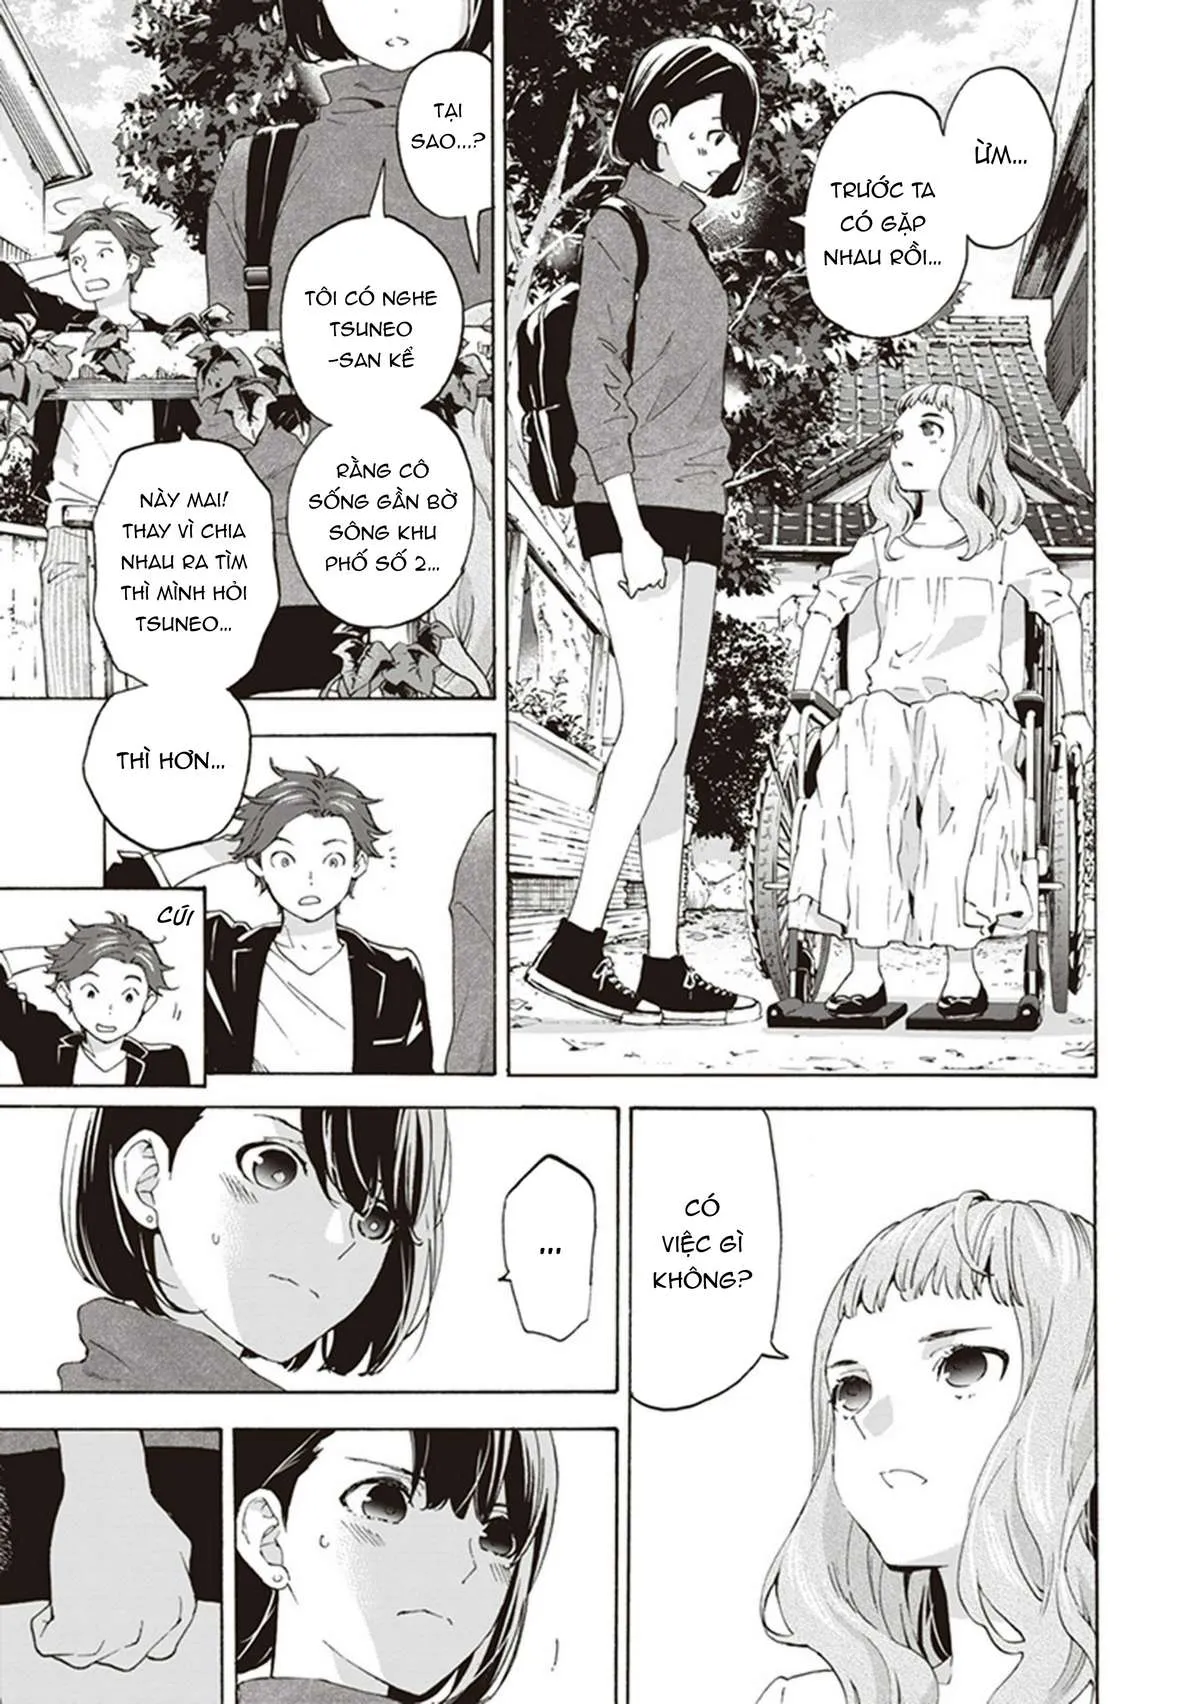 ỪM...
TRƯỚC TA
CÓ GẶP
NHAU RỒI...
TẠI
SAO...?
TÔI CÓ NGHE
TSUNEO
-SAN KỂ
RẰNG CÔ
SỐNG GẦN BỜ
SÔNG KHU
PHỐ SỐ 2...
NÀY MAI!
THAY VÌ CHIA
NHAU RA TÌM
THÌ MÌNH HỎI
TSUNEO...
THÌ HƠN...
CÚI
CÓ
VIỆC GÌ
KHÔNG?
...